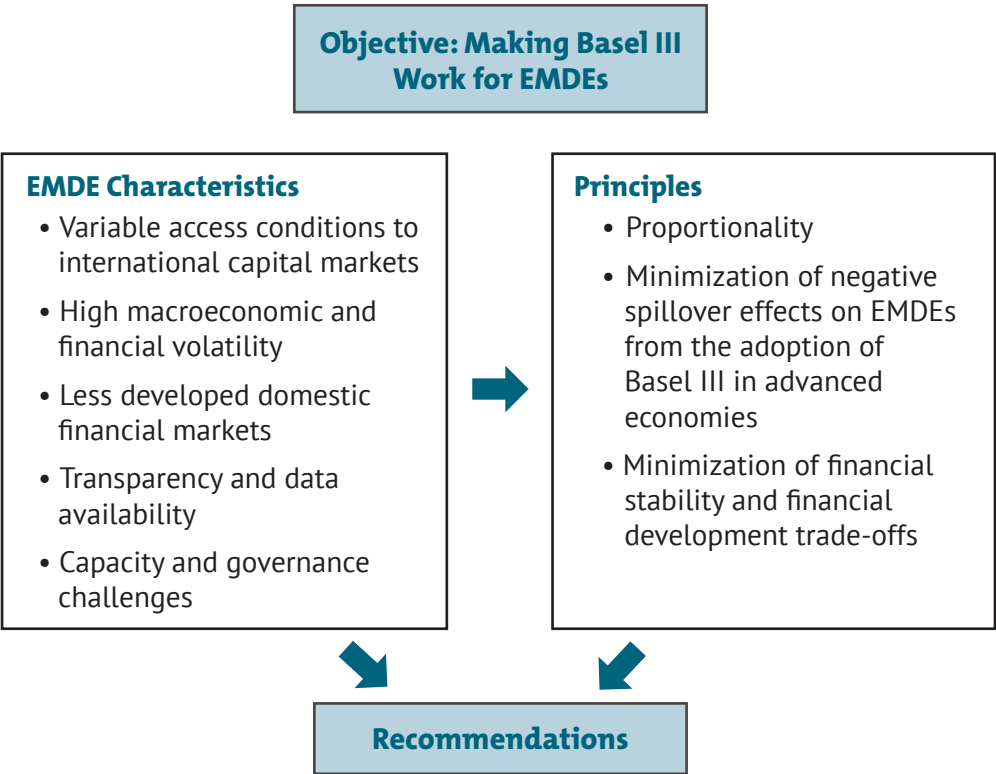 Objective: Making Basel III
Work for EMDEs
EMDE Characteristics
• Variable access conditions to
international capital markets
• High macroeconomic and
financial volatility
• Less developed domestic
financial markets
• Transparency and data
availability
• Capacity and governance
challenges
Principles
• Proportionality
• Minimization of negative
spillover effects on EMDEs
from the adoption of
Basel III in advanced
economies
• Minimization of financial
stability and financial
development trade-offs
Recommendations